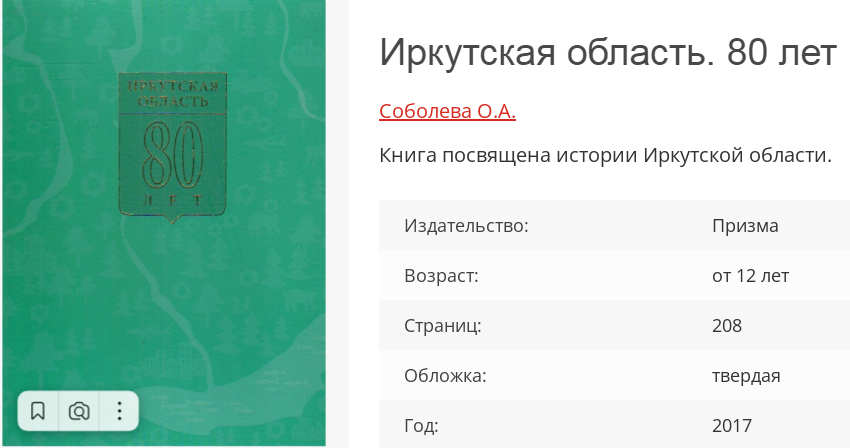 ИРКУТСКАЯ
ОБЛАСТЬ
80
ЛЕТ
Иркутская область. 80 лет
Соболева О.А.
Книга посвящена истории Иркутской области.
Издательство: Призма
Возраст: от 12 лет
Страниц: 208
Обложка: твердая
Год: 2017